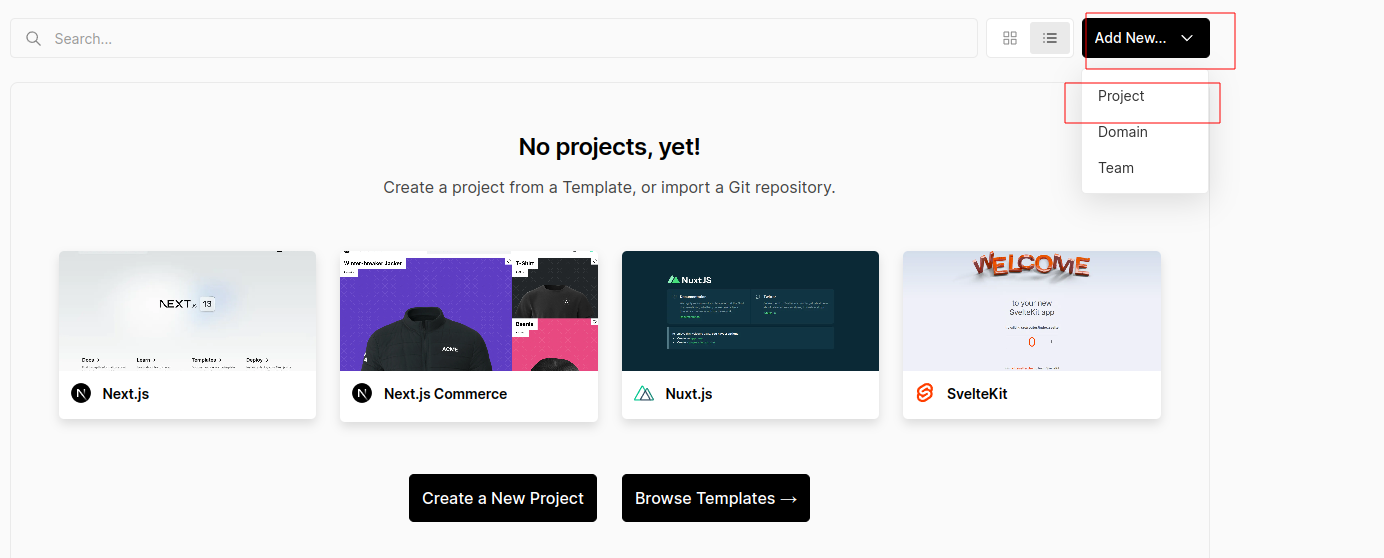 Search...
Add New...
Project
Domain
Team
No projects, yet!
Create a project from a Template, or import a Git repository.
NEXT.js 13
Docs >
Learn >
Templates >
Deploy >
Winter-breaker Jacket
T-Shirt
Beanie
ACME
NuxtJS
WELCOME
to your new
SvelteKit app
0
Next.js
Next.js Commerce
Nuxt.js
SvelteKit
Create a New Project
Browse Templates →